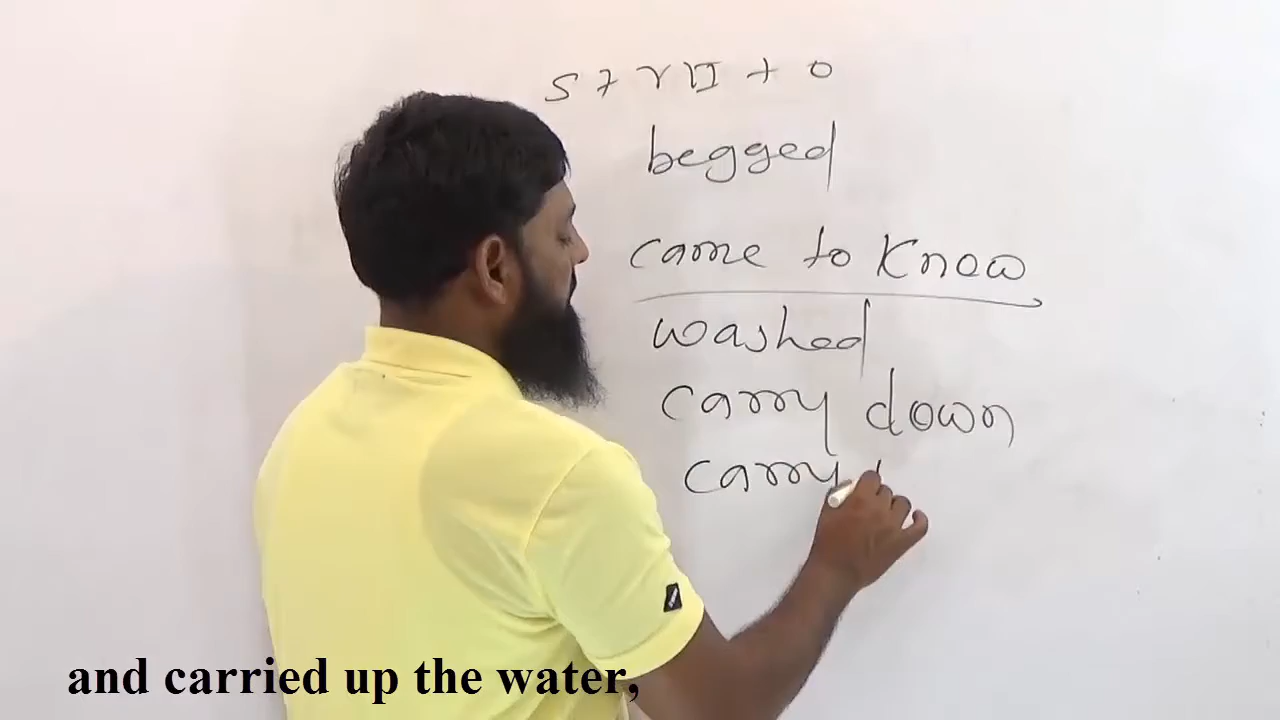 S + V II + O
begged
came to know
washed
carry down
carry
and carried up the water,